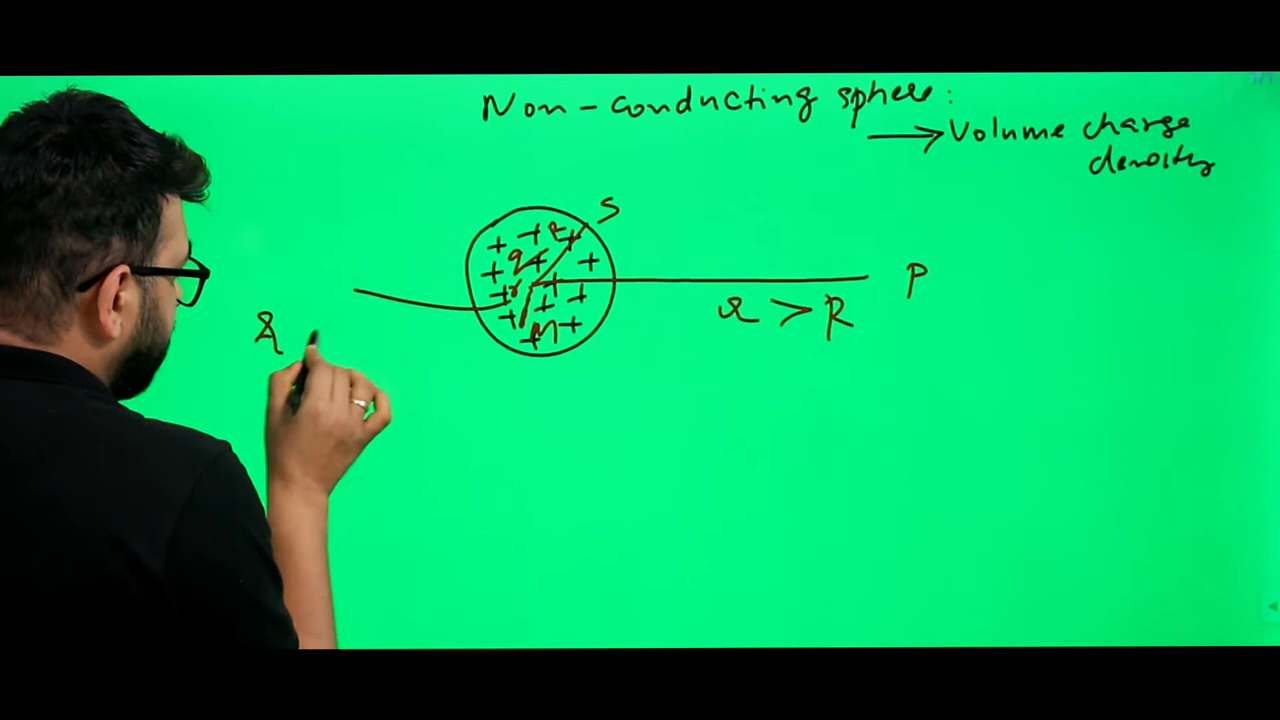 Non-conducting sphere:
→ Volume charge
density
S
R
q
r
M
P
r > R
r